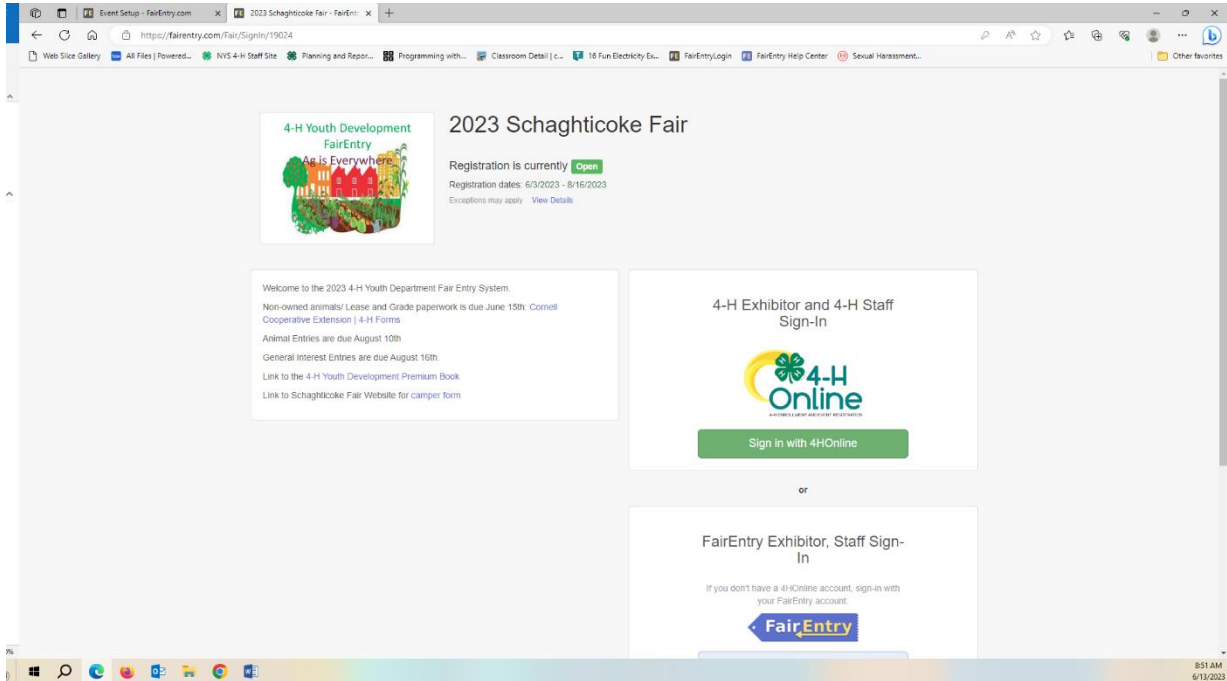 Event Setup - FairEntry.com
2023 Schaghticoke Fair - FairEntr
https://fairentry.com/Fair/SignIn/19024
Web Slice Gallery All Files | Powered... NYS 4-H Staff Site Planning and Repor... Programming with... Classroom Detail | c... 16 Fun Electricity Ex... FairEntryLogin FairEntry Help Center Sexual Harassment... Other favorites
4-H Youth Development
FairEntry
Ag is Everywhere
2023 Schaghticoke Fair
Registration is currently Open
Registration dates: 6/3/2023 - 8/16/2023
Exceptions may apply View Details
Welcome to the 2023 4-H Youth Department Fair Entry System.
Non-owned animals/ Lease and Grade paperwork is due June 15th: Cornell
Cooperative Extension | 4-H Forms
Animal Entries are due August 10th
General Interest Entries are due August 16th.
Link to the 4-H Youth Development Premium Book
Link to Schaghticoke Fair Website for camper form
4-H Exhibitor and 4-H Staff
Sign-In
4-H
Online
4-H ENROLLMENT AND EVENT REGISTRATION
Sign in with 4HOnline
or
FairEntry Exhibitor, Staff Sign-
In
If you don't have a 4HOnline account, sign-in with
your FairEntry account.
FairEntry
8:51 AM
6/13/2023